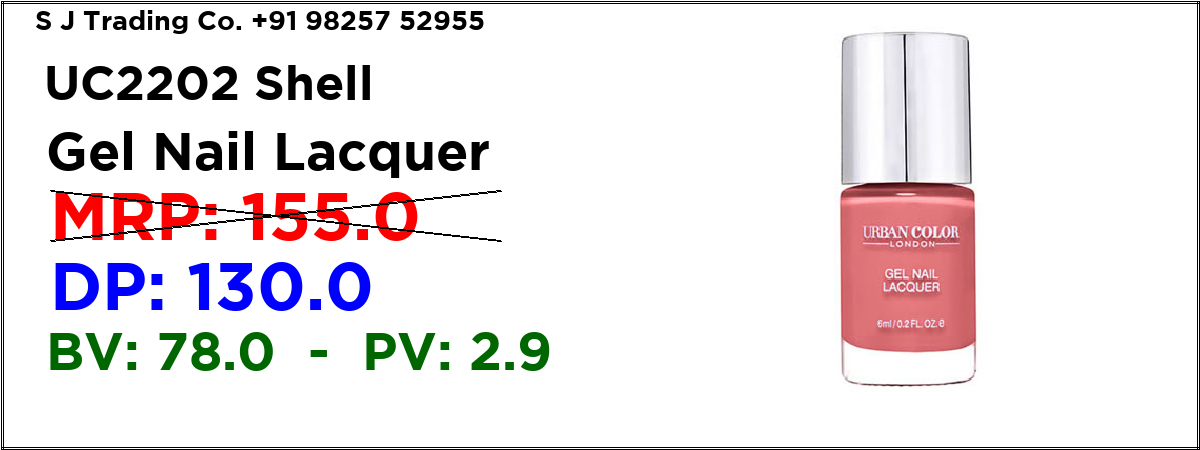 S J Trading Co. +91 98257 52955
UC2202 Shell
Gel Nail Lacquer
MRP: 155.0
DP: 130.0
BV: 78.0 - PV: 2.9
URBAN COLOR
LONDON
GEL NAIL
LACQUER
6ml / 0.2 FL. OZ. e